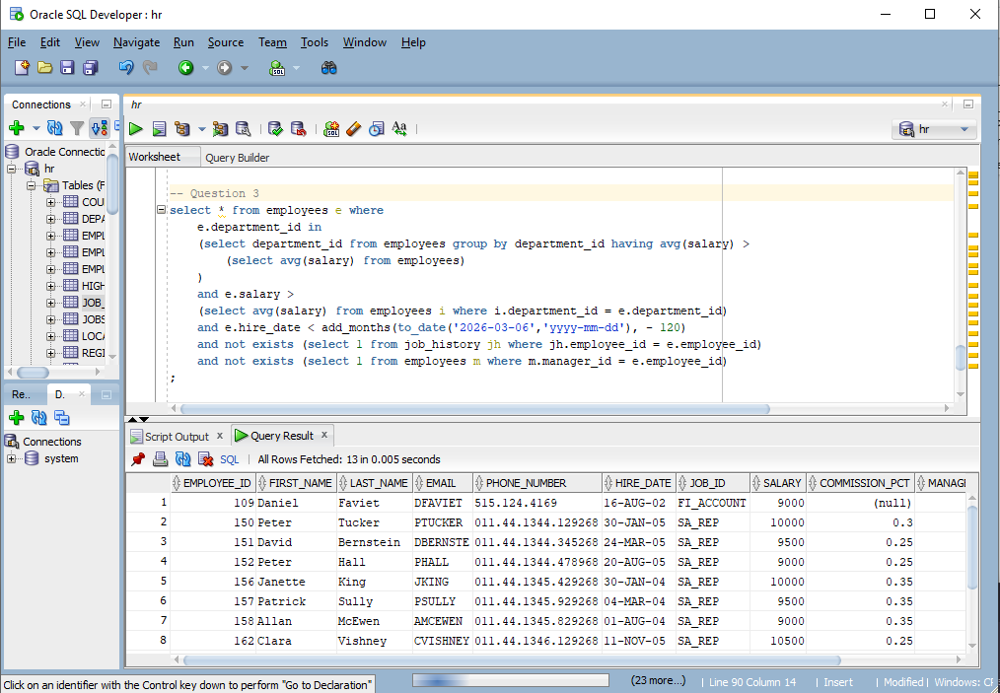 Oracle SQL Developer : hr
File Edit View Navigate Run Source Team Tools Window Help
Connections ×
hr
hr
Worksheet Query Builder
Oracle Connectic
hr
Tables (F
COU
DEPA
EMPL
EMPL
EMPL
HIGH
JOB_
JOBS
LOCA
REGI
-- Question 3
select * from employees e where
e.department_id in
(select department_id from employees group by department_id having avg(salary) >
(select avg(salary) from employees)
)
and e.salary >
(select avg(salary) from employees i where i.department_id = e.department_id)
and e.hire_date < add_months(to_date('2026-03-06','yyyy-mm-dd'), - 120)
and not exists (select 1 from job_history jh where jh.employee_id = e.employee_id)
and not exists (select 1 from employees m where m.manager_id = e.employee_id)
;
Re.. D. ×
Connections
system
Script Output × Query Result ×
SQL All Rows Fetched: 13 in 0.005 seconds
EMPLOYEE_ID FIRST_NAME LAST_NAME EMAIL PHONE_NUMBER HIRE_DATE JOB_ID SALARY COMMISSION_PCT MANAG
1 109 Daniel Faviet DFAVIET 515.124.4169 16-AUG-02 FI_ACCOUNT 9000 (null)
2 150 Peter Tucker PTUCKER 011.44.1344.129268 30-JAN-05 SA_REP 10000 0.3
3 151 David Bernstein DBERNSTE 011.44.1344.345268 24-MAR-05 SA_REP 9500 0.25
4 152 Peter Hall PHALL 011.44.1344.478968 20-AUG-05 SA_REP 9000 0.25
5 156 Janette King JKING 011.44.1345.429268 30-JAN-04 SA_REP 10000 0.35
6 157 Patrick Sully PSULLY 011.44.1345.929268 04-MAR-04 SA_REP 9500 0.35
7 158 Allan McEwen AMCEWEN 011.44.1345.829268 01-AUG-04 SA_REP 9000 0.35
8 162 Clara Vishney CVISHNEY 011.44.1346.129268 11-NOV-05 SA_REP 10500 0.25
Click on an identifier with the Control key down to perform "Go to Declaration" (23 more...) Line 90 Column 14 Insert Modified Windows: CF